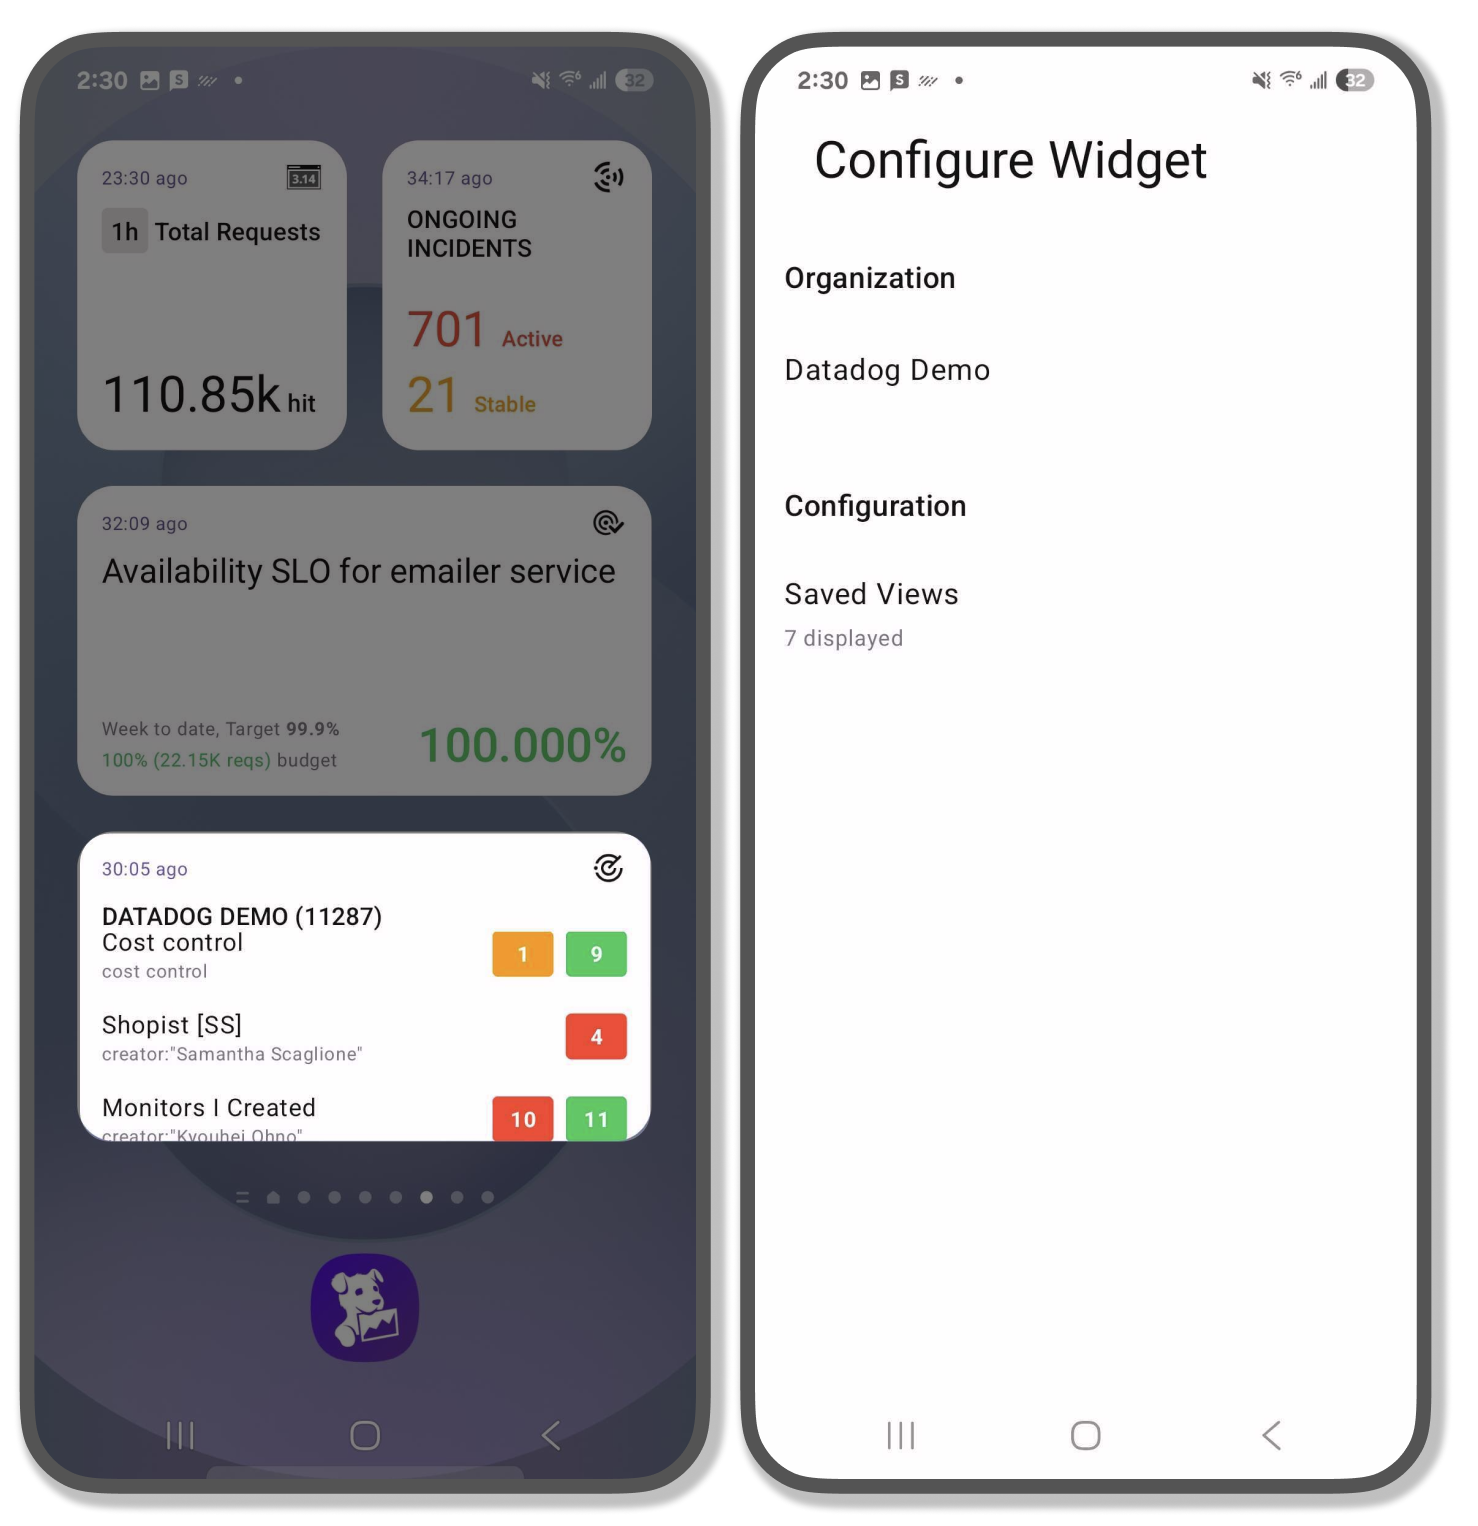 2:30
32
23:30 ago
3.14
1h Total Requests
110.85k hit
34:17 ago
ONGOING
INCIDENTS
701 Active
21 Stable
32:09 ago
Availability SLO for emailer service
Week to date, Target 99.9%
100% (22.15K reqs) budget
100.000%
30:05 ago
DATADOG DEMO (11287)
Cost control
cost control
1 9
Shopist [SS]
creator:"Samantha Scaglione"
4
Monitors I Created
creator:"Kyouhei Ohno"
10 11
2:30
32
Configure Widget
Organization
Datadog Demo
Configuration
Saved Views
7 displayed